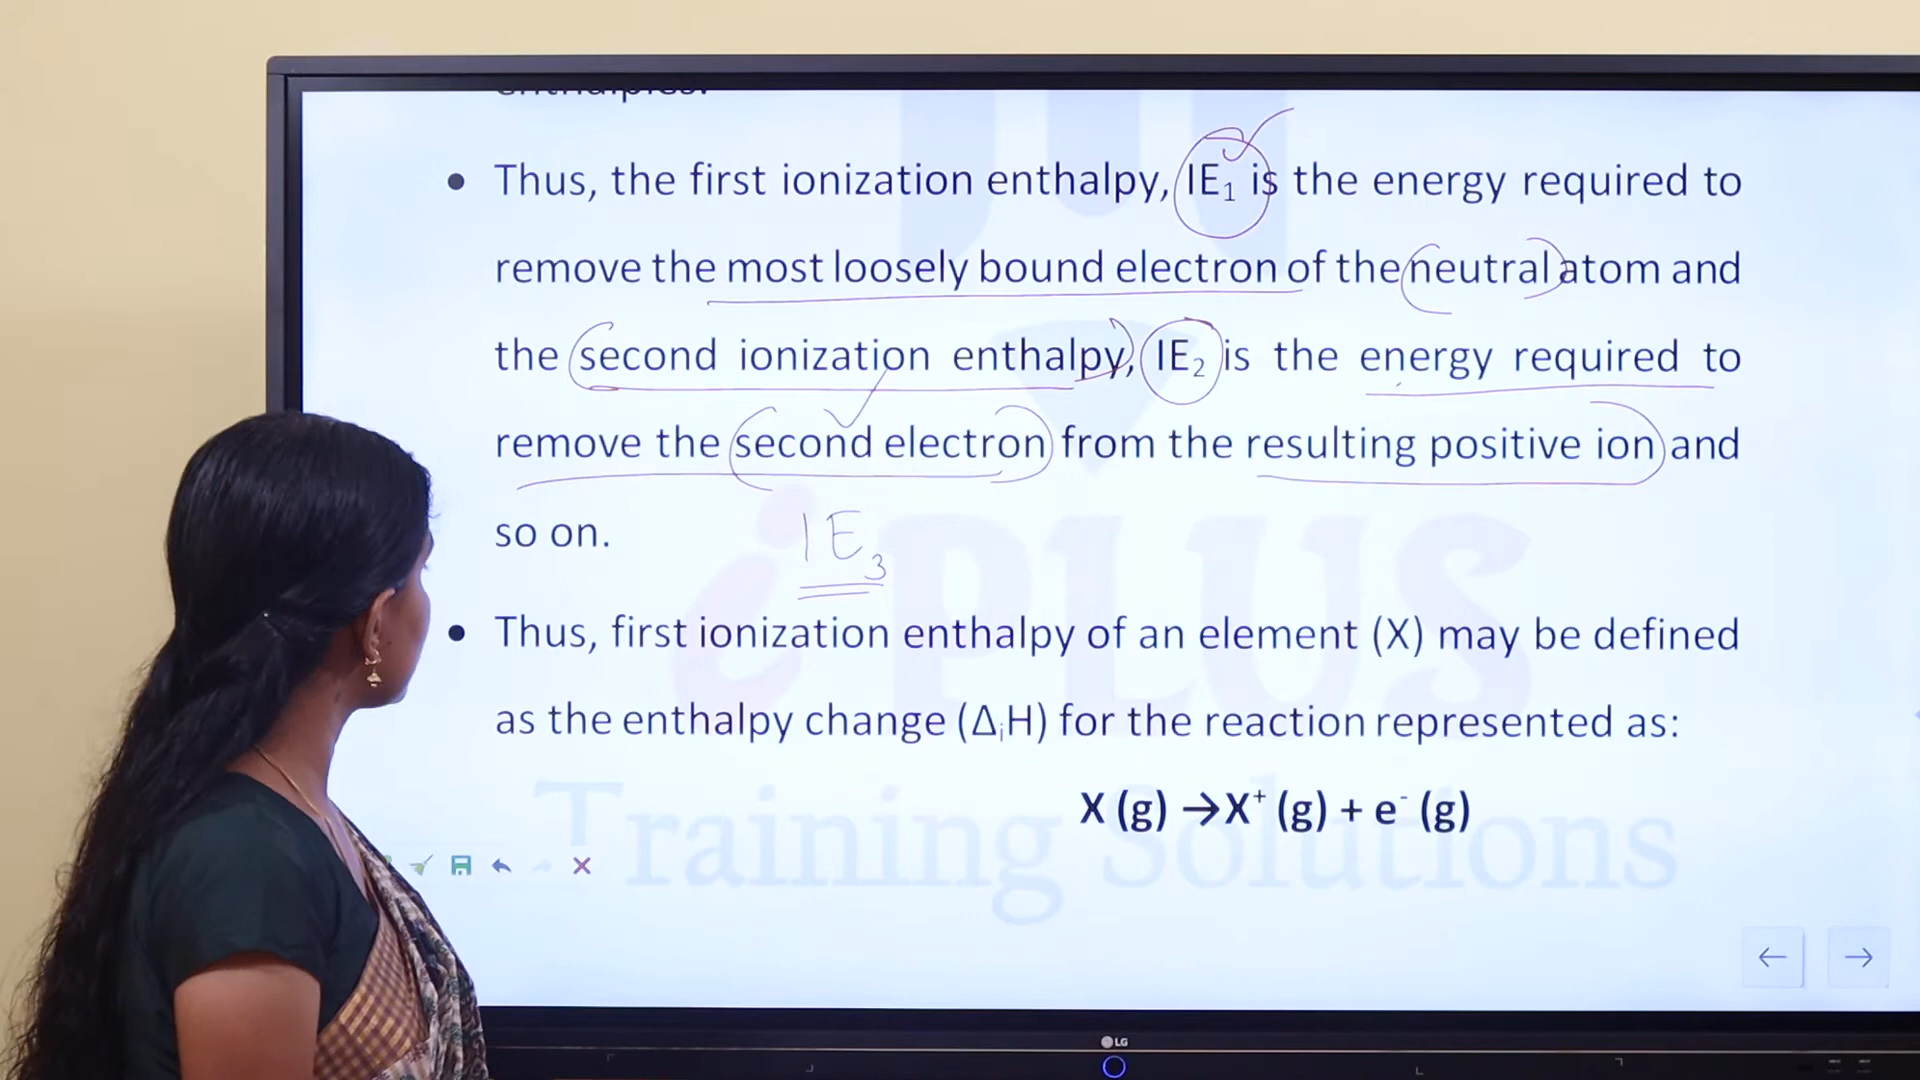 enthalpies.
• Thus, the first ionization enthalpy, IE₁ is the energy required to
remove the most loosely bound electron of the neutral atom and
the second ionization enthalpy, IE₂ is the energy required to
remove the second electron from the resulting positive ion and
so on.
IE₃
• Thus, first ionization enthalpy of an element (X) may be defined
as the enthalpy change (ΔᵢH) for the reaction represented as:
X (g) →X⁺ (g) + e⁻ (g)
iPLUS
Training Solutions
LG